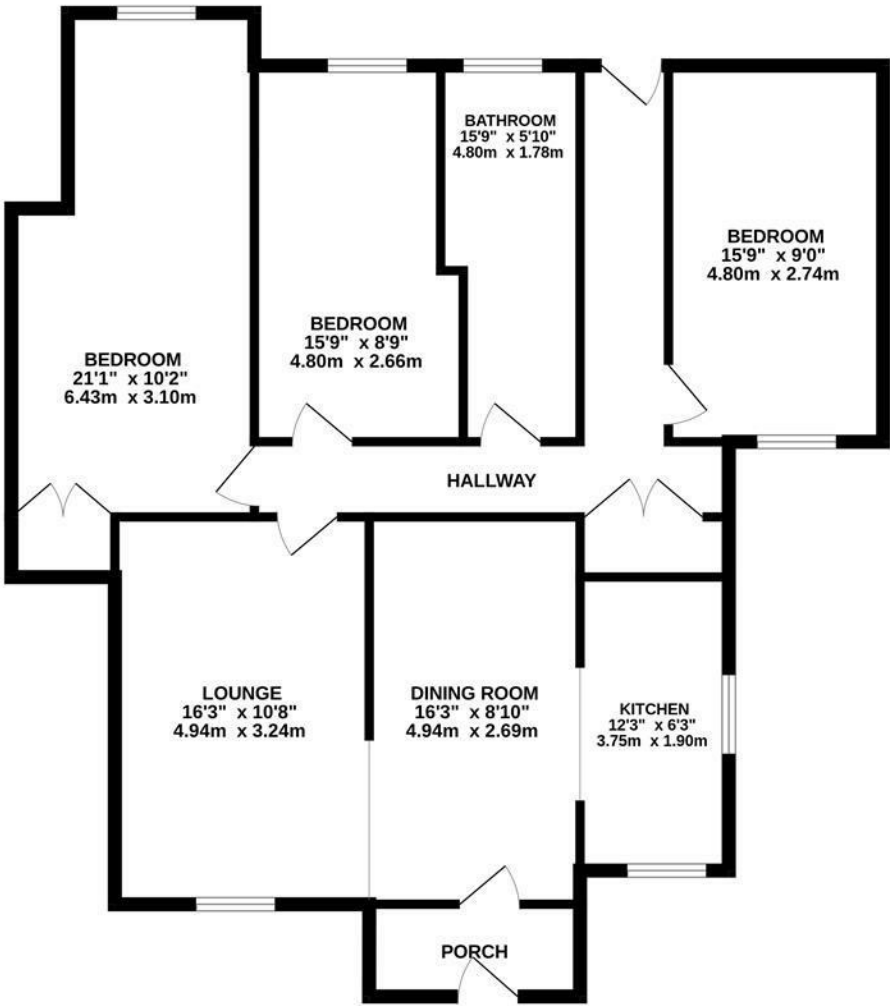 BATHROOM
15'9" x 5'10"
4.80m x 1.78m
BEDROOM
15'9" x 9'0"
4.80m x 2.74m
BEDROOM
15'9" x 8'9"
4.80m x 2.66m
BEDROOM
21'1" x 10'2"
6.43m x 3.10m
HALLWAY
LOUNGE
16'3" x 10'8"
4.94m x 3.24m
DINING ROOM
16'3" x 8'10"
4.94m x 2.69m
KITCHEN
12'3" x 6'3"
3.75m x 1.90m
PORCH